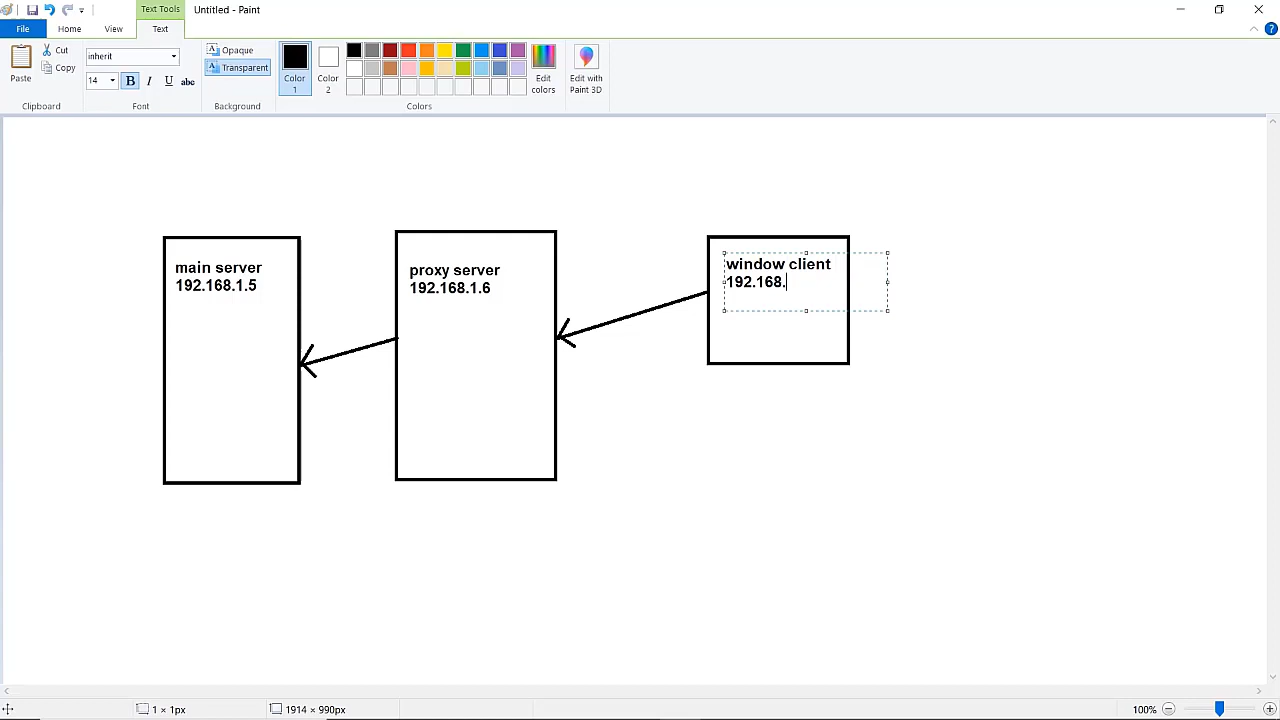 Text Tools
Untitled - Paint
File
Home
View
Text
Paste
Cut
Copy
Clipboard
inherit
14
B I U abc
Font
Opaque
Transparent
Background
Color 1
Color 2
Edit colors
Colors
Edit with Paint 3D
main server
192.168.1.5
proxy server
192.168.1.6
window client
192.168.
1 × 1px
1914 × 990px
100%